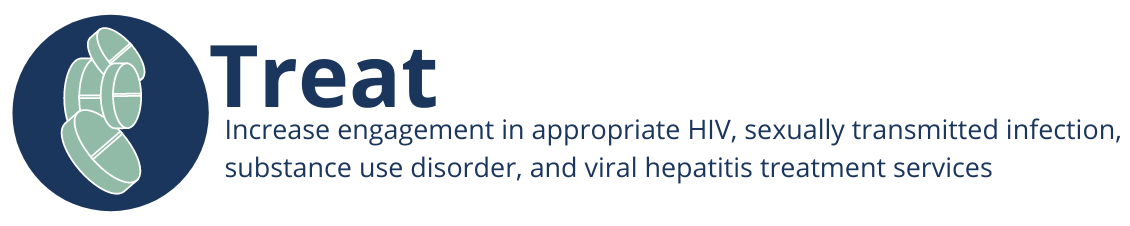 Treat
Increase engagement in appropriate HIV, sexually transmitted infection,
substance use disorder, and viral hepatitis treatment services